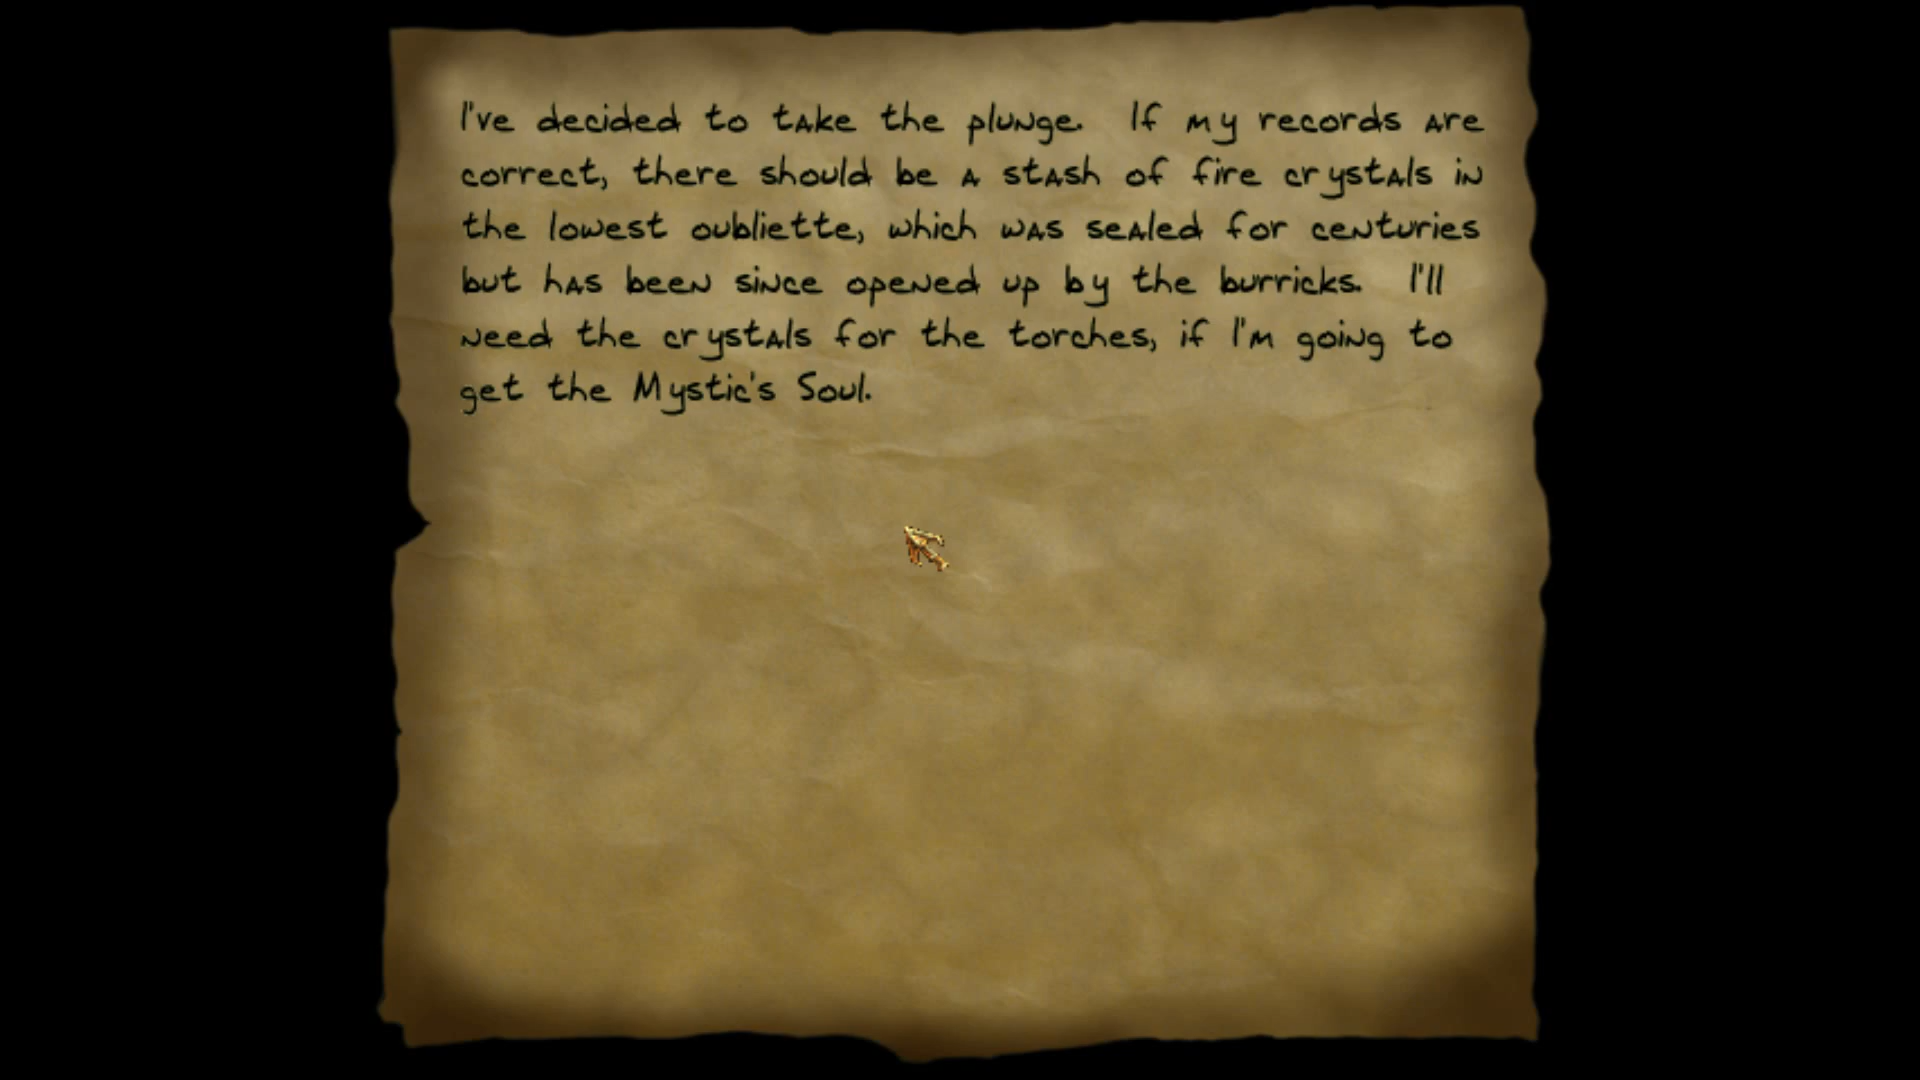 I've decided to take the plunge.  If my records are
correct, there should be a stash of fire crystals in
the lowest oubliette, which was sealed for centuries
but has been since opened up by the burricks.  I'll
need the crystals for the torches, if I'm going to
get the Mystic's Soul.